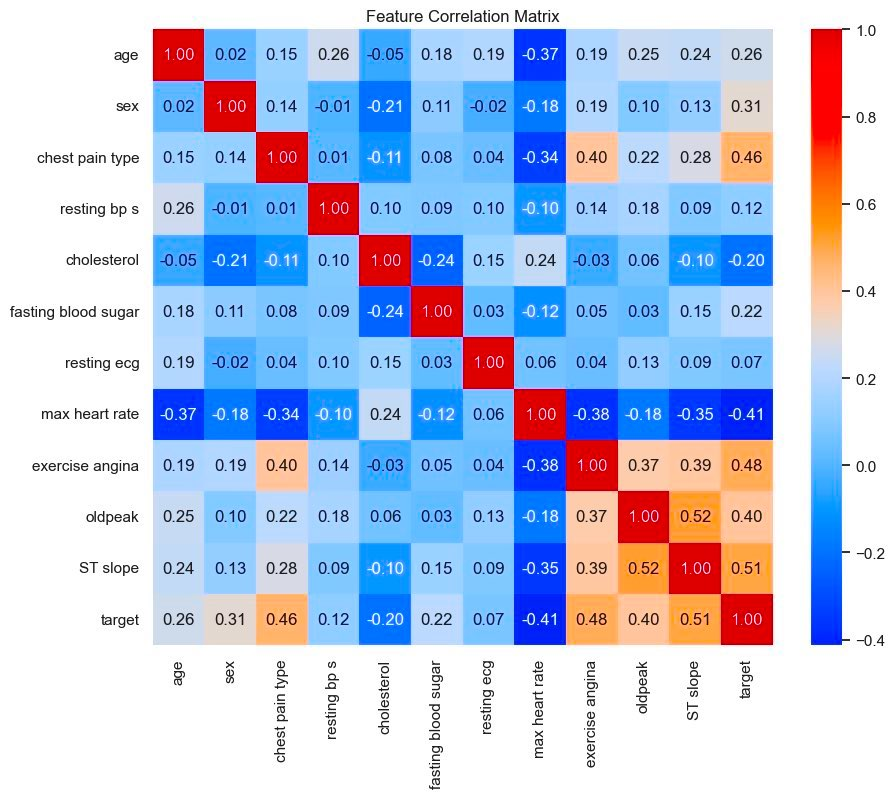 Feature Correlation Matrix
age 1.00 0.02 0.15 0.26 -0.05 0.18 0.19 -0.37 0.19 0.25 0.24 0.26
sex 0.02 1.00 0.14 -0.01 -0.21 0.11 -0.02 -0.18 0.19 0.10 0.13 0.31
chest pain type 0.15 0.14 1.00 0.01 -0.11 0.08 0.04 -0.34 0.40 0.22 0.28 0.46
resting bp s 0.26 -0.01 0.01 1.00 0.10 0.09 0.10 -0.10 0.14 0.18 0.09 0.12
cholesterol -0.05 -0.21 -0.11 0.10 1.00 -0.24 0.15 0.24 -0.03 0.06 -0.10 -0.20
fasting blood sugar 0.18 0.11 0.08 0.09 -0.24 1.00 0.03 -0.12 0.05 0.03 0.15 0.22
resting ecg 0.19 -0.02 0.04 0.10 0.15 0.03 1.00 0.06 0.04 0.13 0.09 0.07
max heart rate -0.37 -0.18 -0.34 -0.10 0.24 -0.12 0.06 1.00 -0.38 -0.18 -0.35 -0.41
exercise angina 0.19 0.19 0.40 0.14 -0.03 0.05 0.04 -0.38 1.00 0.37 0.39 0.48
oldpeak 0.25 0.10 0.22 0.18 0.06 0.03 0.13 -0.18 0.37 1.00 0.52 0.40
ST slope 0.24 0.13 0.28 0.09 -0.10 0.15 0.09 -0.35 0.39 0.52 1.00 0.51
target 0.26 0.31 0.46 0.12 -0.20 0.22 0.07 -0.41 0.48 0.40 0.51 1.00
age
sex
chest pain type
resting bp s
cholesterol
fasting blood sugar
resting ecg
max heart rate
exercise angina
oldpeak
ST slope
target
1.0
0.8
0.6
0.4
0.2
0.0
−0.2
−0.4